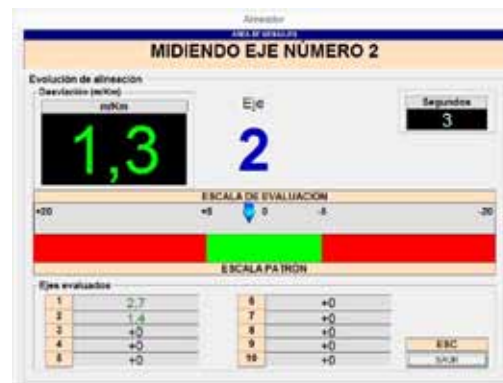 Alineador
MIDIENDO EJE NÚMERO 2
Evolución de alineación
Desviación (m/Km)
m/Km
1,3
Eje
2
Segundos
3
ESCALA DE EVALUACION
+20 +5 0 -5 -20
ESCALA PATRÓN
Ejes evaluados
1 2,7 6 +0
2 1,4 7 +0
3 +0 8 +0
4 +0 9 +0
5 +0 10 +0
ESC
SALIR